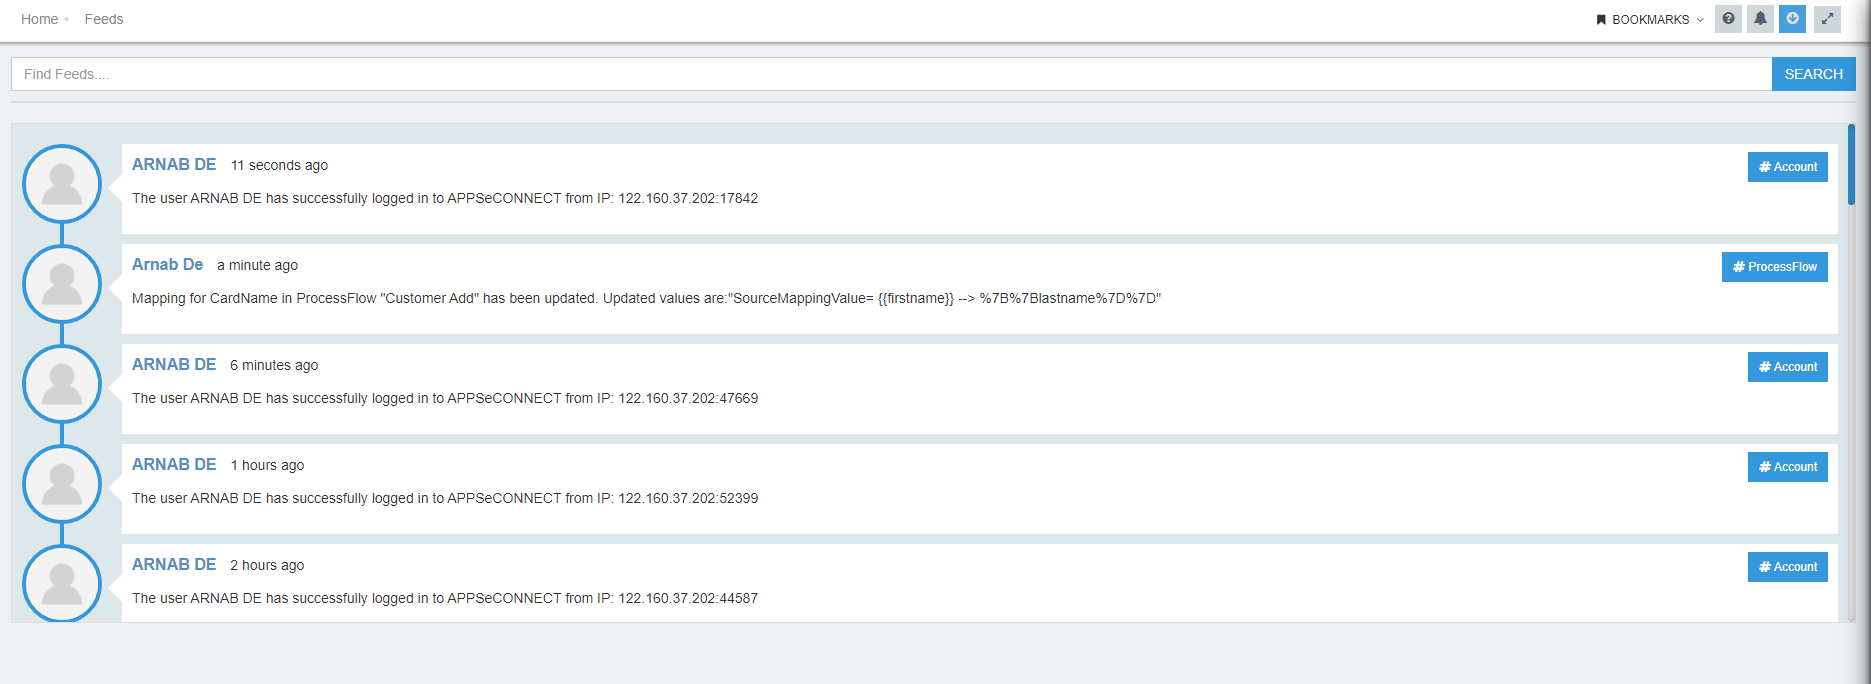 Home Feeds BOOKMARKS
Find Feeds.... SEARCH
ARNAB DE 11 seconds ago # Account
The user ARNAB DE has successfully logged in to APPSeCONNECT from IP: 122.160.37.202:17842
Arnab De a minute ago # ProcessFlow
Mapping for CardName in ProcessFlow "Customer Add" has been updated. Updated values are:"SourceMappingValue= {{firstname}} --> %7B%7Blastname%7D%7D"
ARNAB DE 6 minutes ago # Account
The user ARNAB DE has successfully logged in to APPSeCONNECT from IP: 122.160.37.202:47669
ARNAB DE 1 hours ago # Account
The user ARNAB DE has successfully logged in to APPSeCONNECT from IP: 122.160.37.202:52399
ARNAB DE 2 hours ago # Account
The user ARNAB DE has successfully logged in to APPSeCONNECT from IP: 122.160.37.202:44587